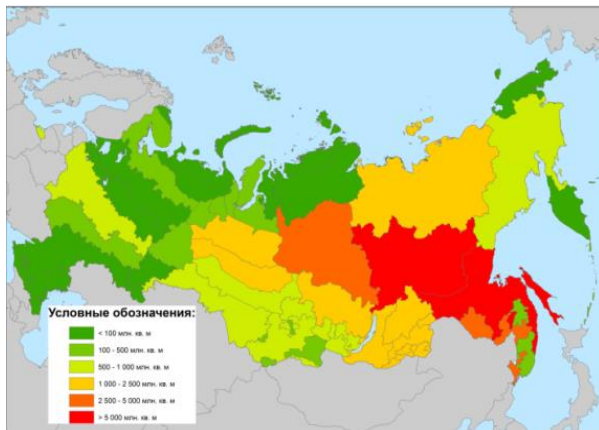 Условные обозначения:
< 100 млн. кв. м
100 - 500 млн. кв. м
500 - 1 000 млн. кв. м
1 000 - 2 500 млн. кв. м
2 500 - 5 000 млн. кв. м
> 5 000 млн. кв. м